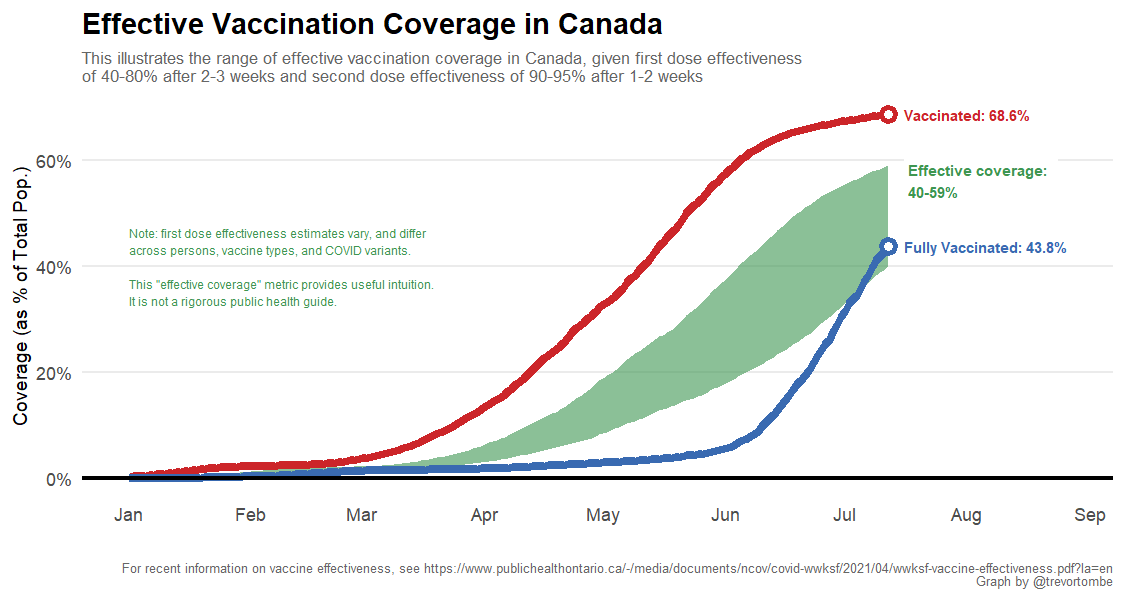 Effective Vaccination Coverage in Canada
This illustrates the range of effective vaccination coverage in Canada, given first dose effectiveness
of 40-80% after 2-3 weeks and second dose effectiveness of 90-95% after 1-2 weeks
Vaccinated: 68.6%
Effective coverage:
40-59%
Fully Vaccinated: 43.8%
Note: first dose effectiveness estimates vary, and differ
across persons, vaccine types, and COVID variants.
This "effective coverage" metric provides useful intuition.
It is not a rigorous public health guide.
Coverage (as % of Total Pop.)
60%
40%
20%
0%
Jan Feb Mar Apr May Jun Jul Aug Sep
For recent information on vaccine effectiveness, see https://www.publichealthontario.ca/-/media/documents/ncov/covid-wwksf/2021/04/wwksf-vaccine-effectiveness.pdf?la=en
Graph by @trevortombe